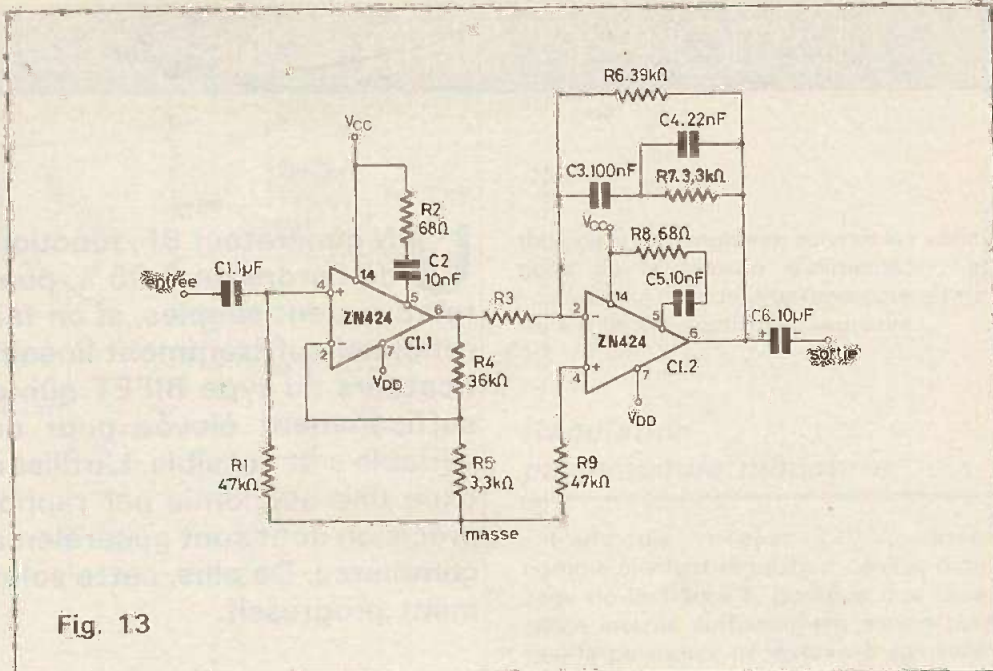 R6.39kΩ
C4.22nF
C3.100nF
R7.3,3kΩ
VCC
R2
68Ω
C2
10nF
VCC
R8.68Ω
C5.10nF
C1.1µF
entrée
14
4
+
5
ZN424
CI.1
6
2
−
7
VDD
R3
R4
36kΩ
2
−
14
5
ZN424
CI.2
6
4
+
7
VDD
C6.10µF
+
−
sortie
R1
47kΩ
R5
3,3kΩ
R9
47kΩ
masse
Fig. 13